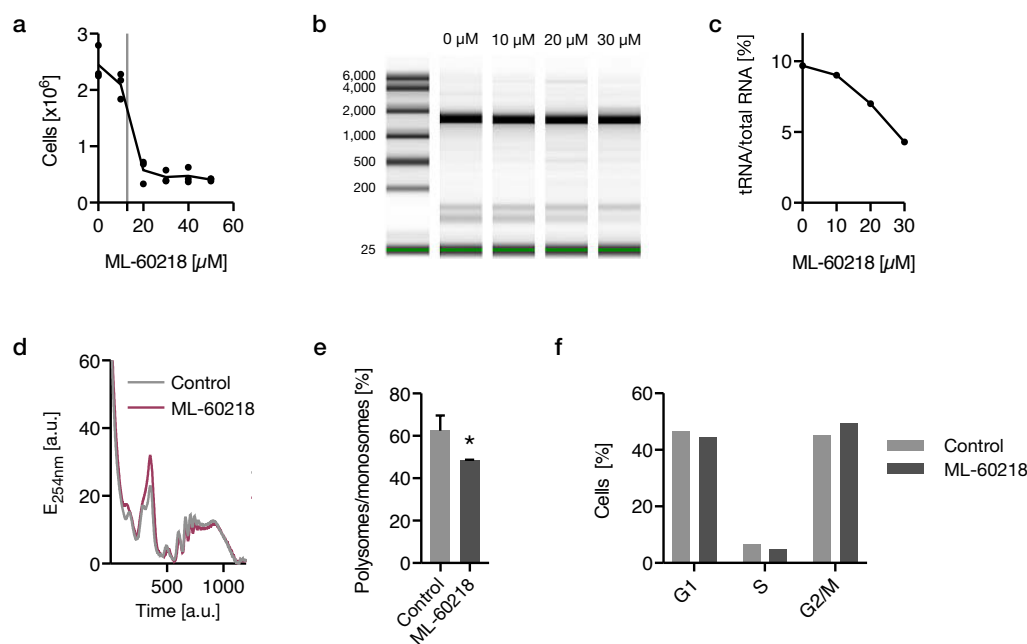 a
Cells [x10⁶]
3
2
1
0
0 20 40 60
ML-60218 [µM]
b
0 µM 10 µM 20 µM 30 µM
6,000
4,000
2,000
1,000
500
200
25
c
tRNA/total RNA [%]
10
5
0
0 10 20 30
ML-60218 [µM]
d
E254nm [a.u.]
60
40
20
0
Control
ML-60218
500 1000
Time [a.u.]
e
Polysomes/monosomes [%]
80
60
40
20
0
*
Control
ML-60218
f
Cells [%]
60
40
20
0
G1
S
G2/M
Control
ML-60218